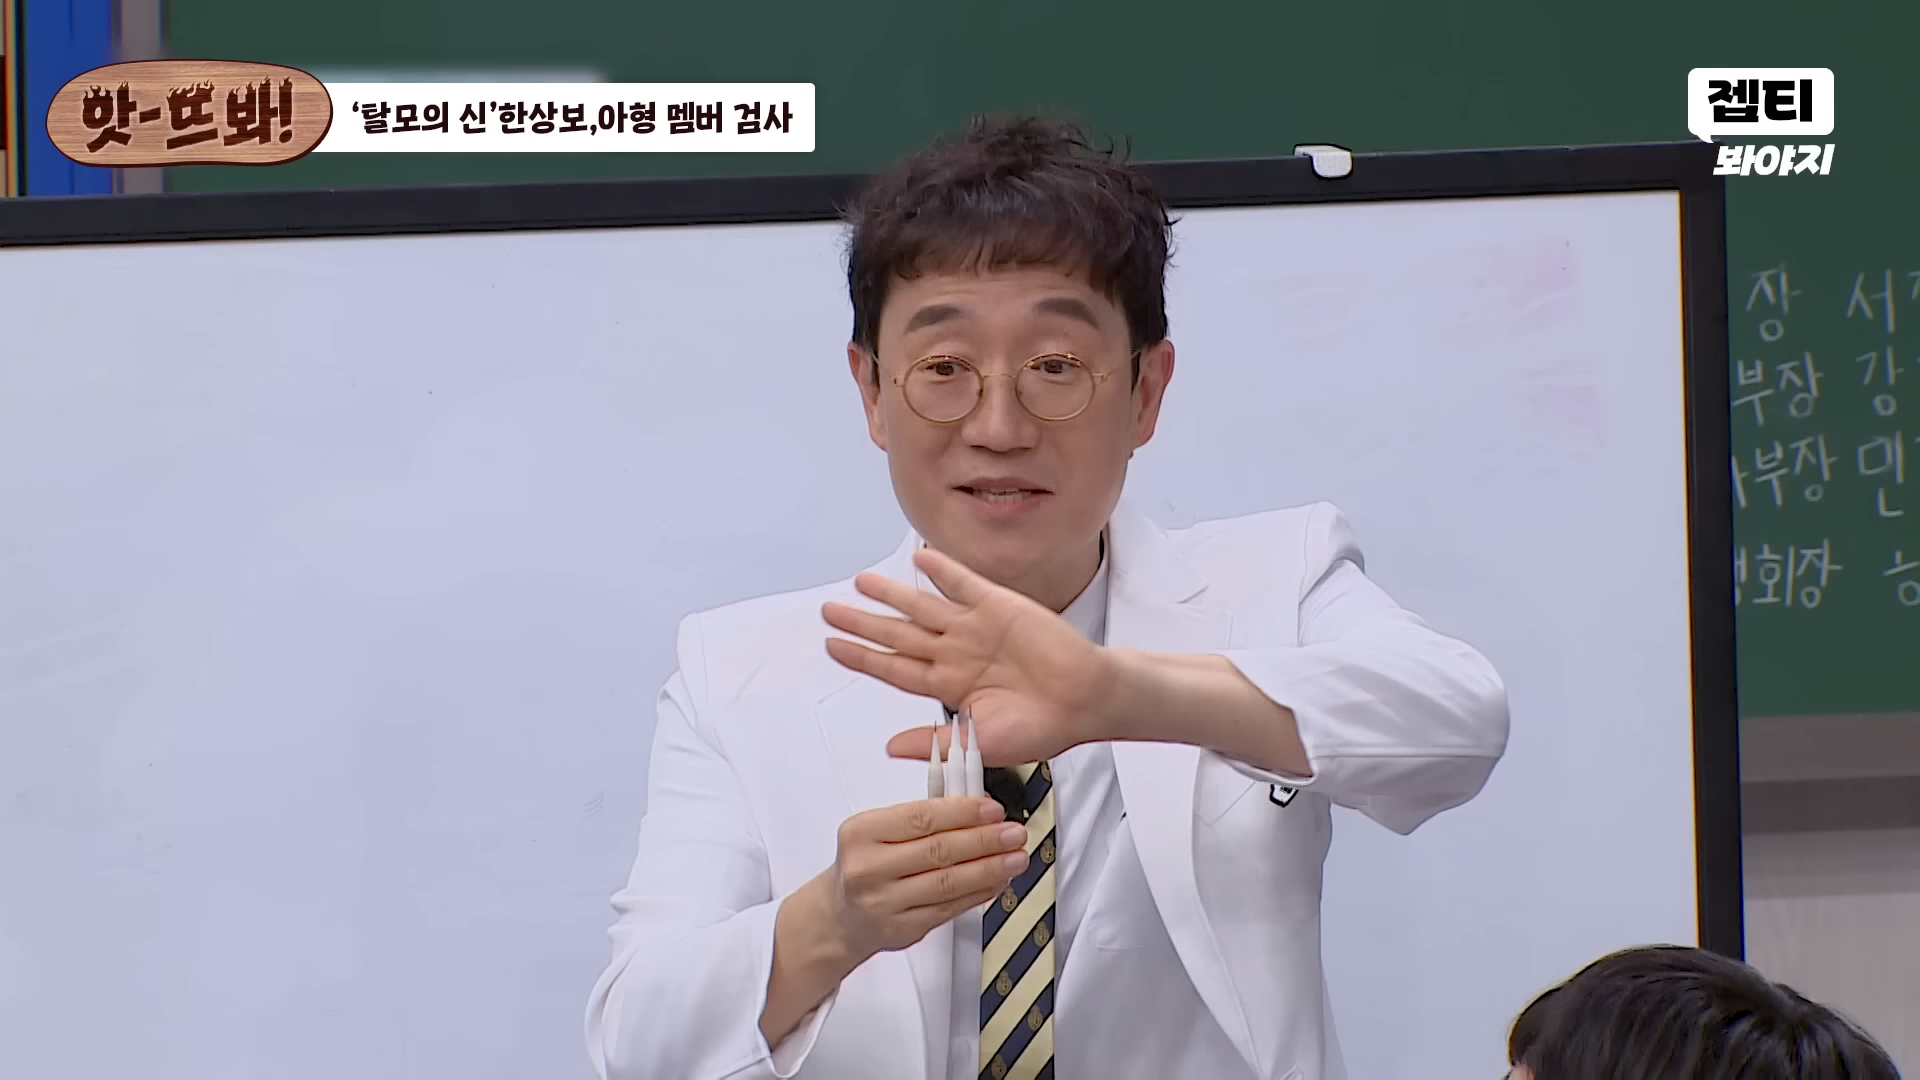 앗-뜨봐!
‘탈모의 신’한상보,아형 멤버 검사
젭티
봐야지
장 서
부장 강
부장 민
회장